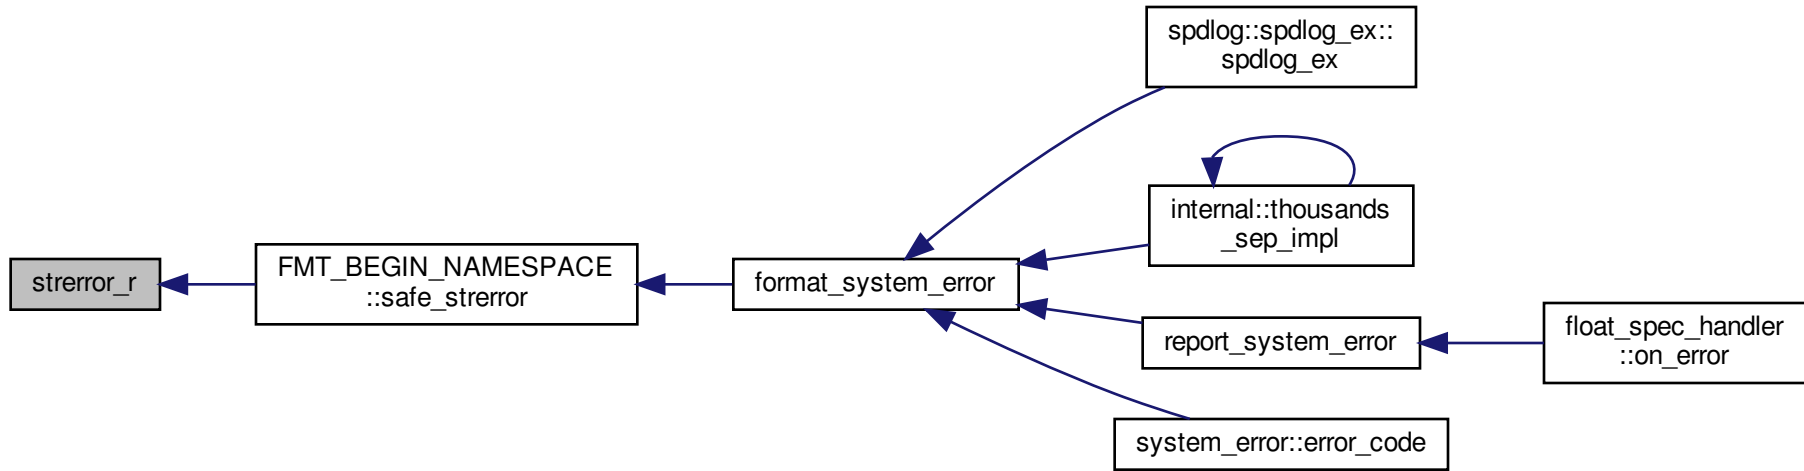 strerror_r
FMT_BEGIN_NAMESPACE
::safe_strerror
format_system_error
spdlog::spdlog_ex::
spdlog_ex
internal::thousands
_sep_impl
report_system_error
float_spec_handler
::on_error
system_error::error_code